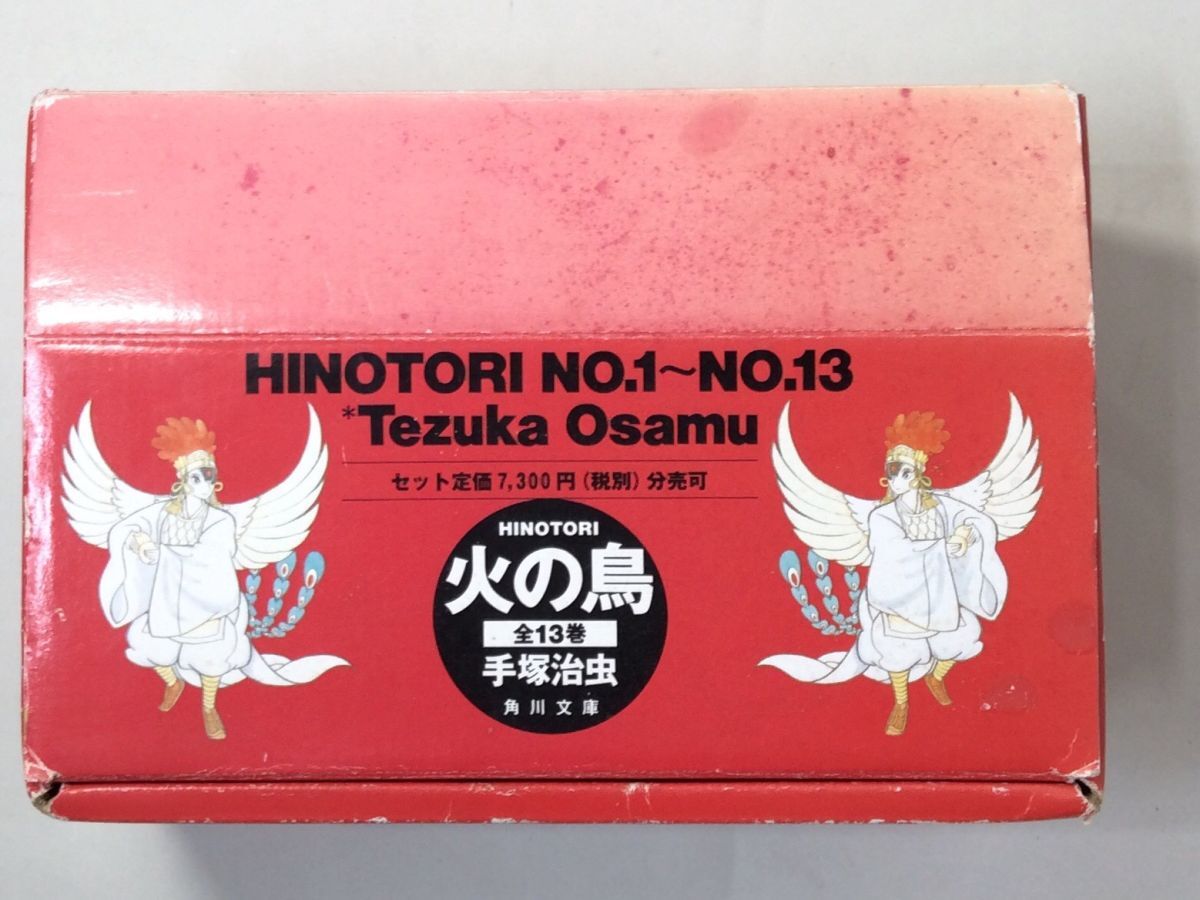 HINOTORI NO.1〜NO.13
*Tezuka Osamu
セット定価7,300円(税別)分売可
HINOTORI
火の鳥
全13巻
手塚治虫
角川文庫